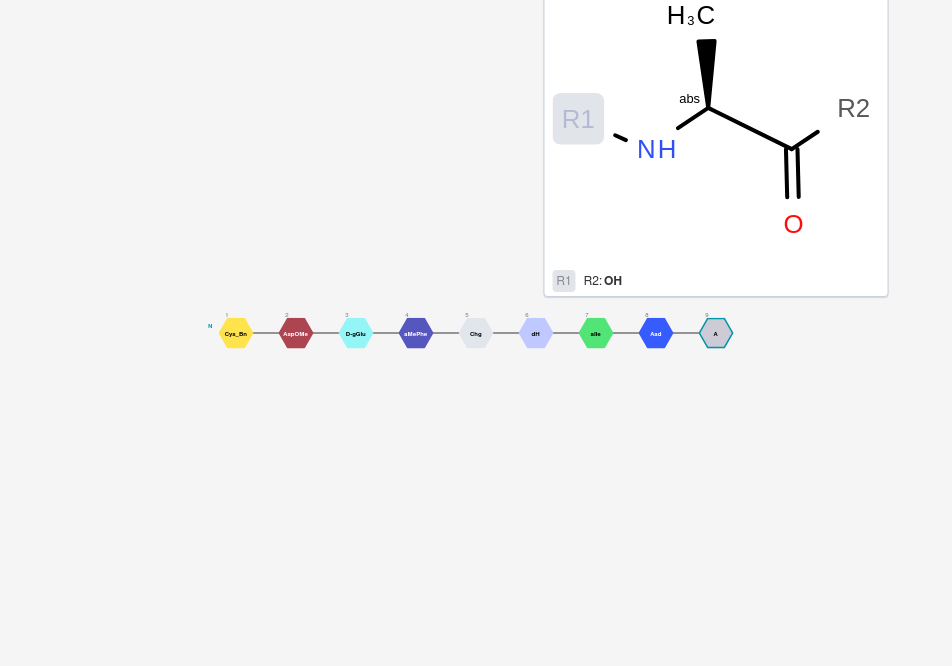 H₃C
abs
R1
NH
R2
O
R1 R2: OH
N
1 2 3 4 5 6 7 8 9
Cys_Bn AspOMe D-gGlu aMePhe Chg dH aIle Aad A